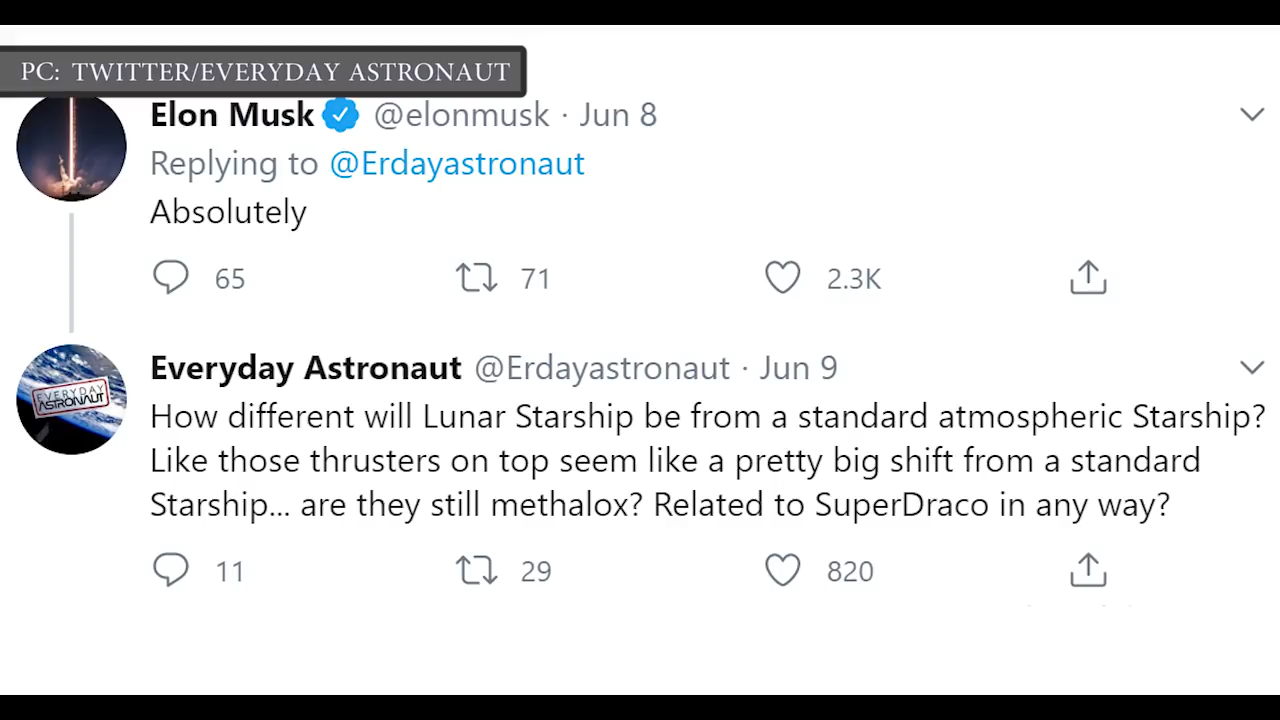 PC: TWITTER/EVERYDAY ASTRONAUT
Elon Musk @elonmusk · Jun 8
Replying to @Erdayastronaut
Absolutely
65 71 2.3K
Everyday Astronaut @Erdayastronaut · Jun 9
EVERYDAY
ASTRONAUT
How different will Lunar Starship be from a standard atmospheric Starship?
Like those thrusters on top seem like a pretty big shift from a standard
Starship... are they still methalox? Related to SuperDraco in any way?
11 29 820